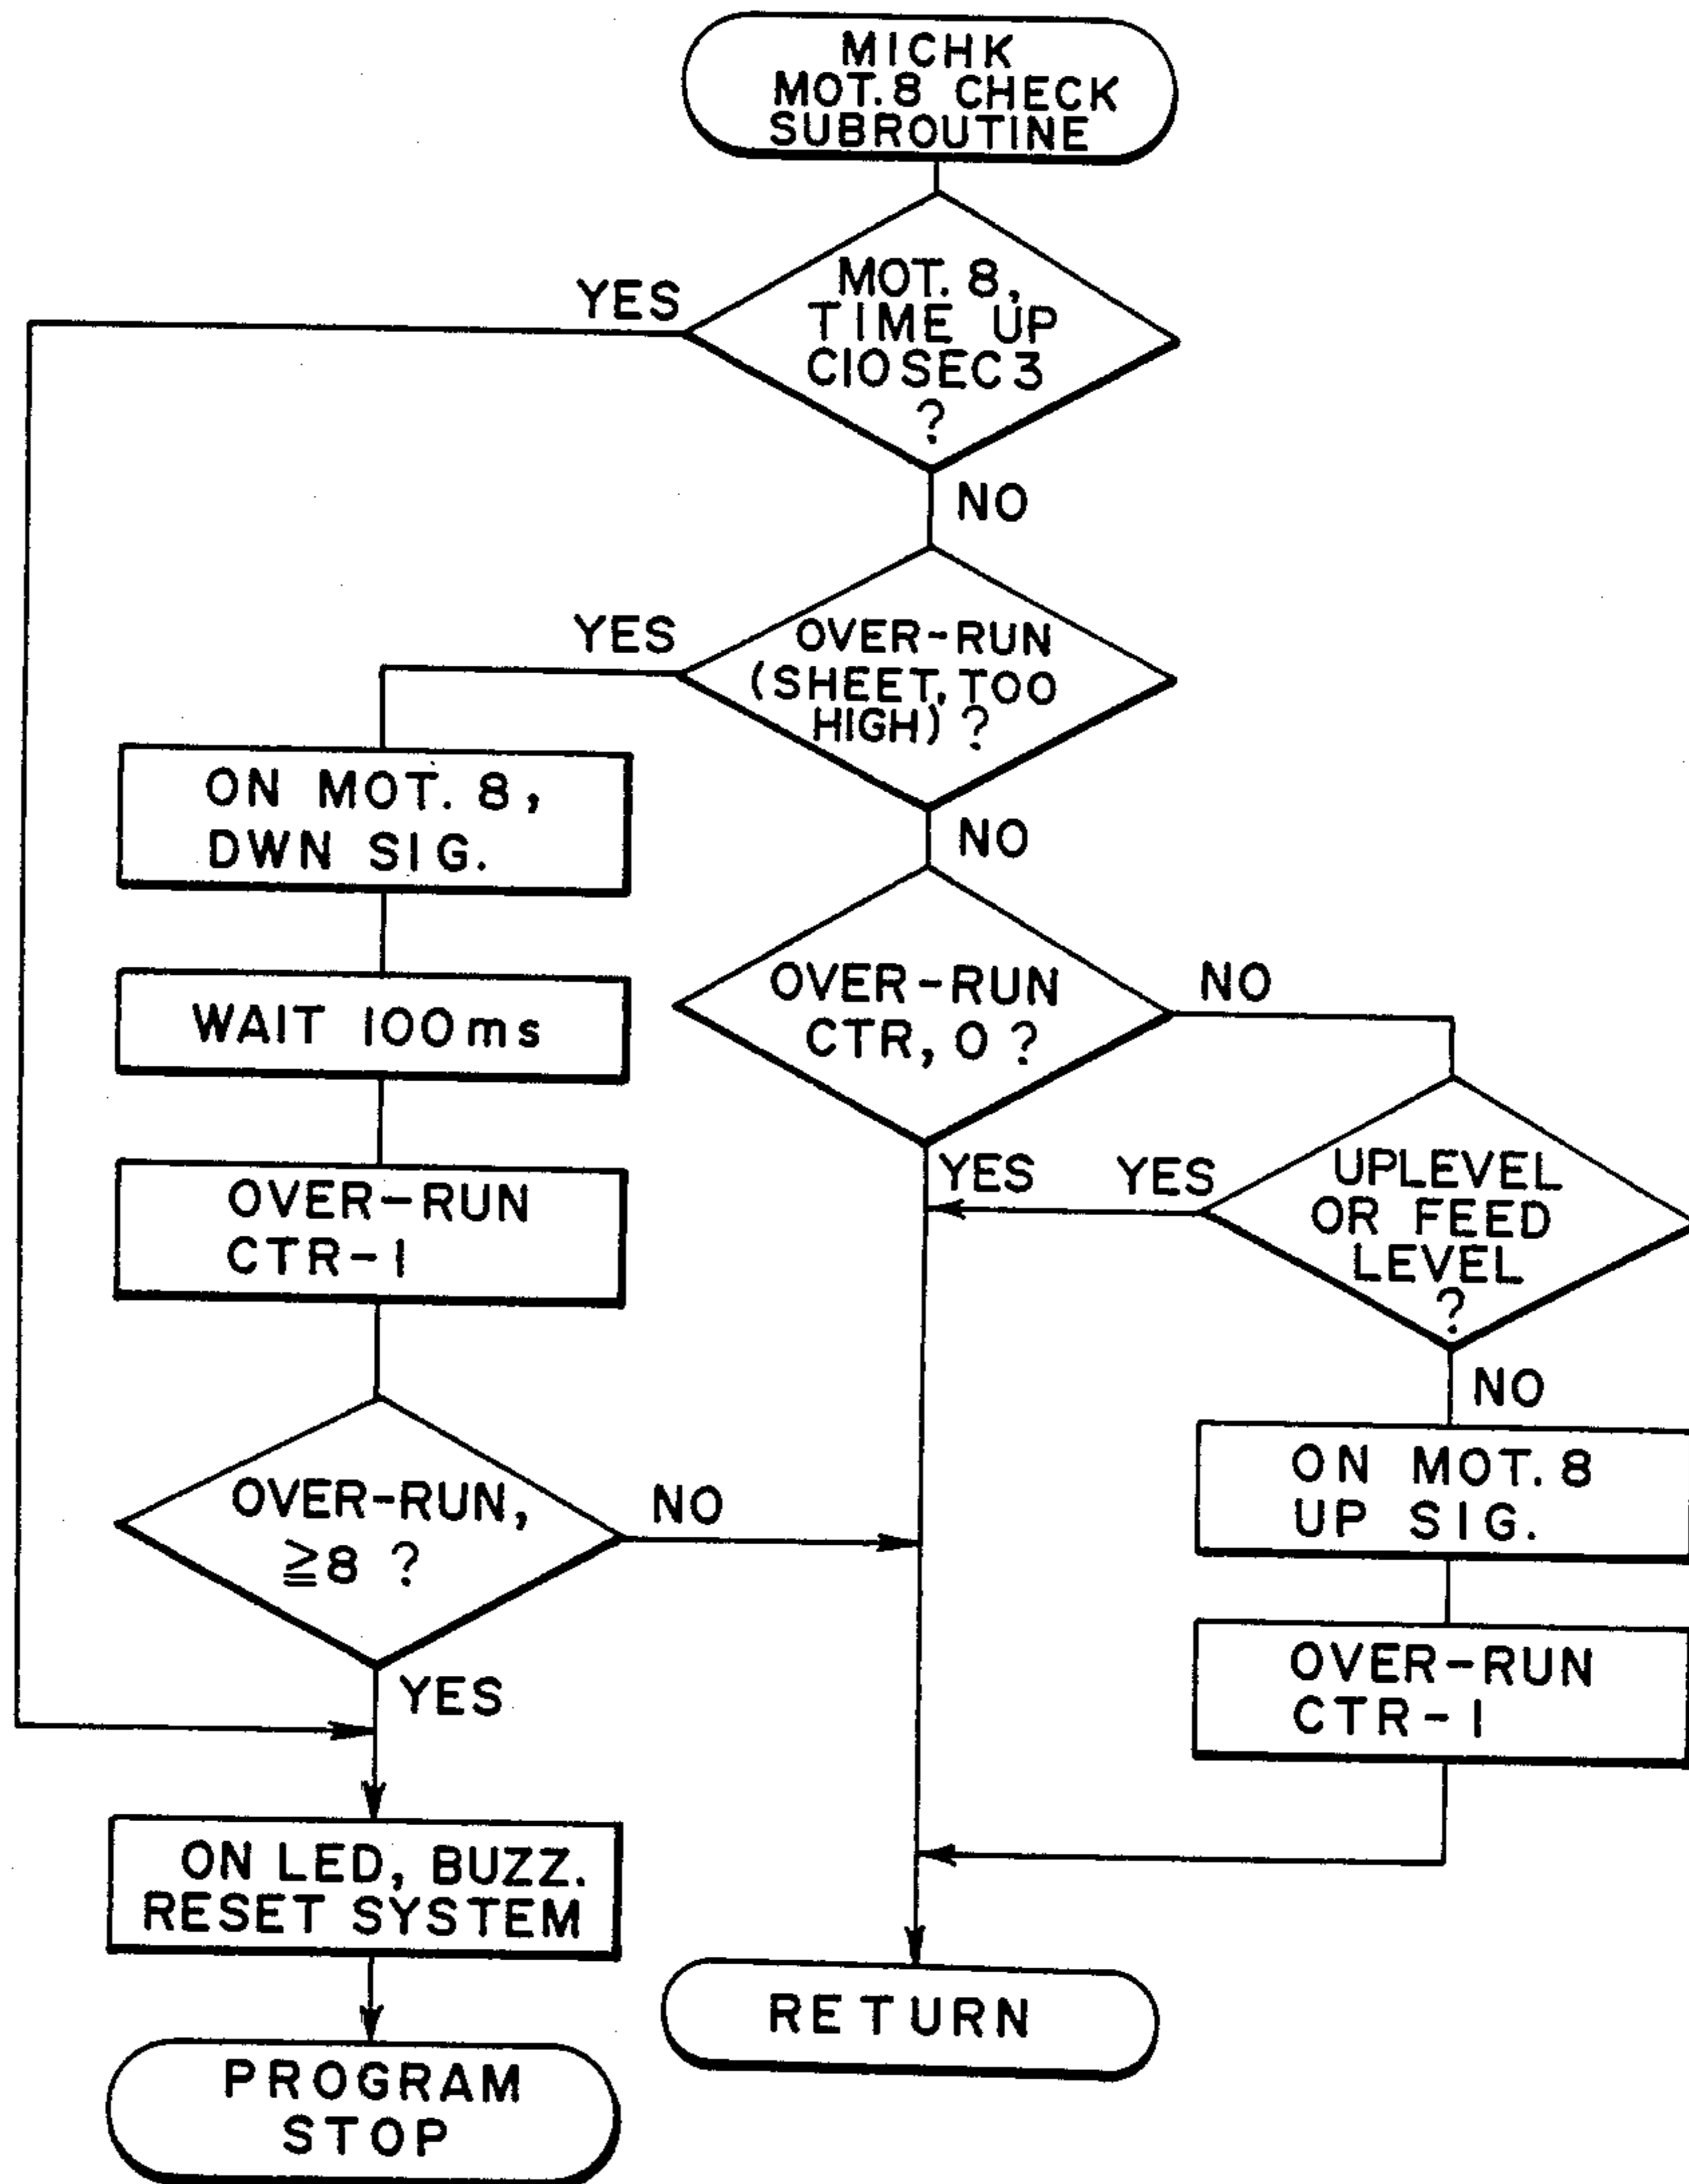 MICHK
MOT. 8 CHECK
SUBROUTINE
YES
MOT. 8,
TIME UP
CIOSEC3
?
NO
YES
OVER-RUN
(SHEET, TOO
HIGH) ?
ON MOT. 8,
DWN SIG.
NO
WAIT 100ms
OVER-RUN
CTR, 0 ?
NO
OVER-RUN
CTR-1
YES
YES
UPLEVEL
OR FEED
LEVEL
?
NO
OVER-RUN,
≧8 ?
NO
ON MOT. 8
UP SIG.
YES
OVER-RUN
CTR-1
ON LED, BUZZ.
RESET SYSTEM
RETURN
PROGRAM
STOP